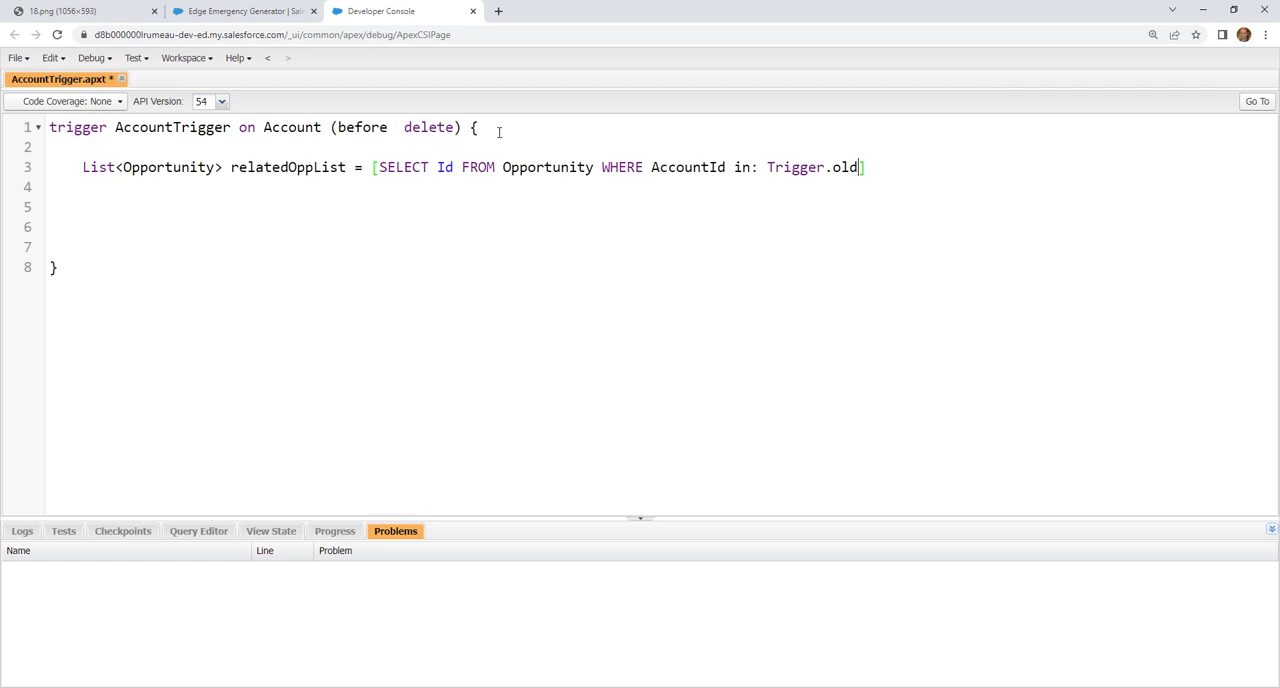 18.png (1056×593)
Edge Emergency Generator | Sale
Developer Console
d8b000000lrumeau-dev-ed.my.salesforce.com/_ui/common/apex/debug/ApexCSIPage
File Edit Debug Test Workspace Help < >
AccountTrigger.apxt *
Code Coverage: None API Version: 54 Go To
1 trigger AccountTrigger on Account (before  delete) {
2
3 List<Opportunity> relatedOppList = [SELECT Id FROM Opportunity WHERE AccountId in: Trigger.old]
4
5
6
7
8 }
Logs Tests Checkpoints Query Editor View State Progress Problems
Name Line Problem